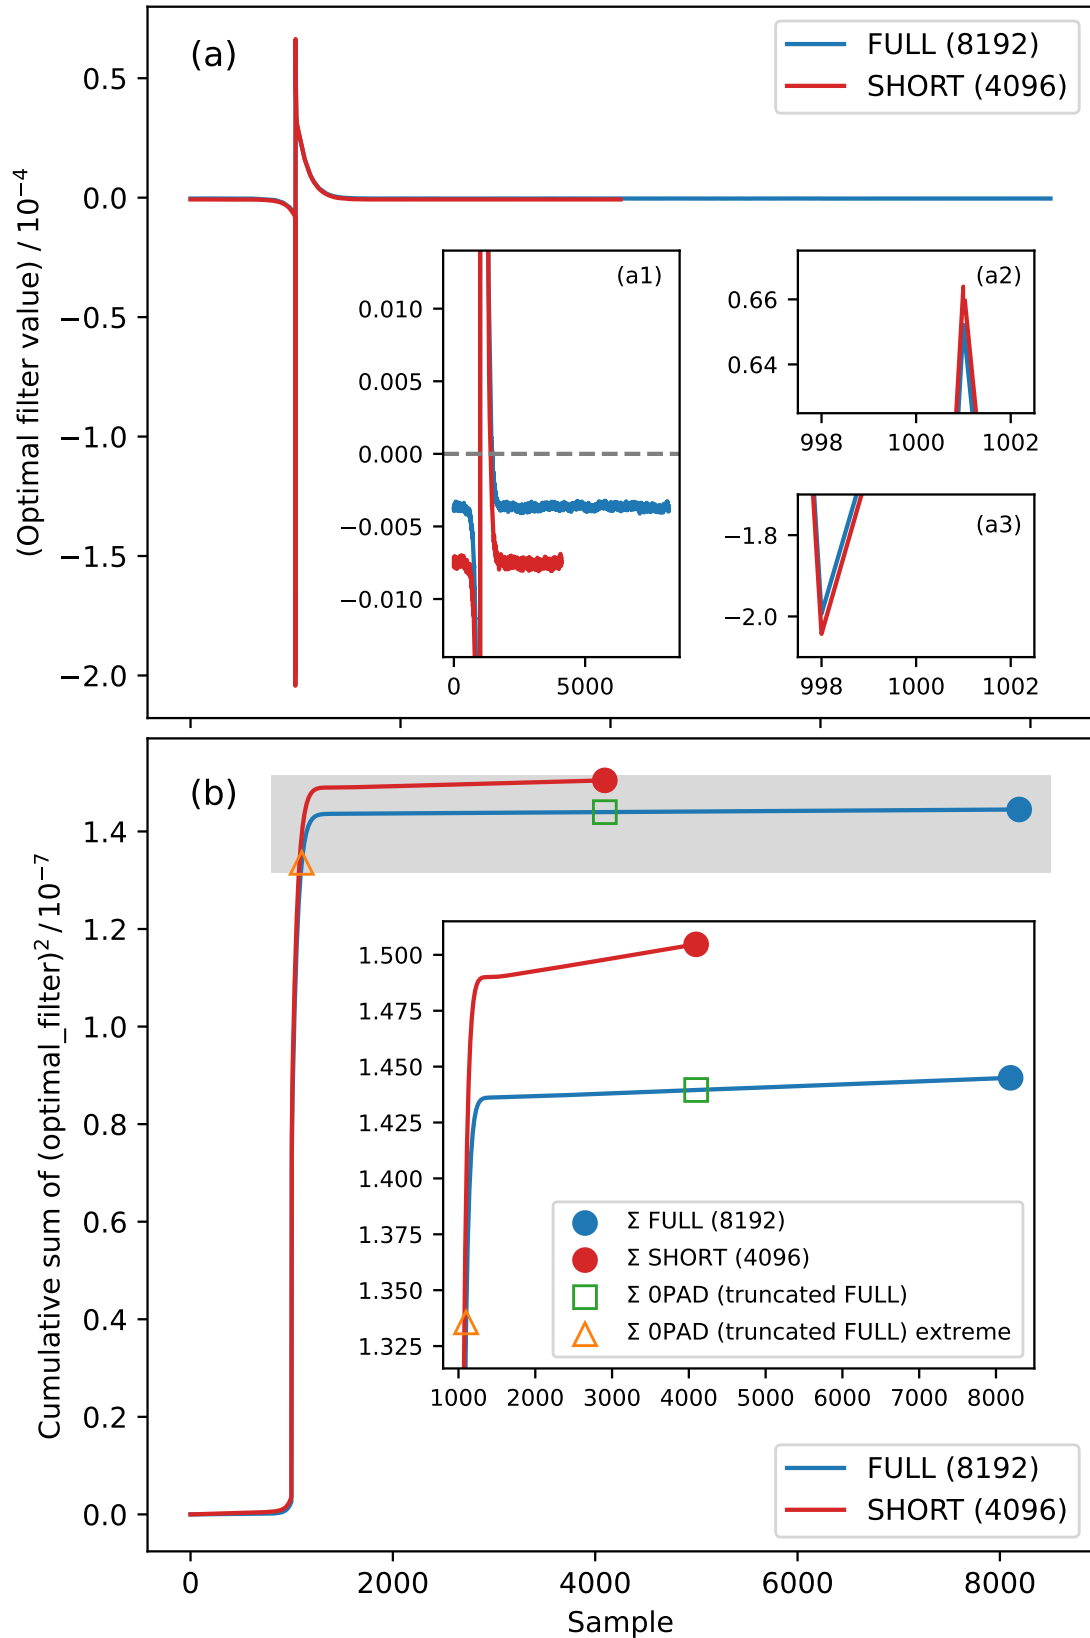 (a)
FULL (8192)
SHORT (4096)
(Optimal filter value) / 10⁻⁴
0.5
0.0
−0.5
−1.0
−1.5
−2.0
(a1)
0.010
0.005
0.000
−0.005
−0.010
0
5000
(a2)
0.66
0.64
998
1000
1002
(a3)
−1.8
−2.0
998
1000
1002
(b)
Cumulative sum of (optimal_filter)² / 10⁻⁷
1.4
1.2
1.0
0.8
0.6
0.4
0.2
0.0
1.500
1.475
1.450
1.425
1.400
1.375
1.350
1.325
Σ FULL (8192)
Σ SHORT (4096)
Σ 0PAD (truncated FULL)
Σ 0PAD (truncated FULL) extreme
1000 2000 3000 4000 5000 6000 7000 8000
FULL (8192)
SHORT (4096)
0 2000 4000 6000 8000
Sample